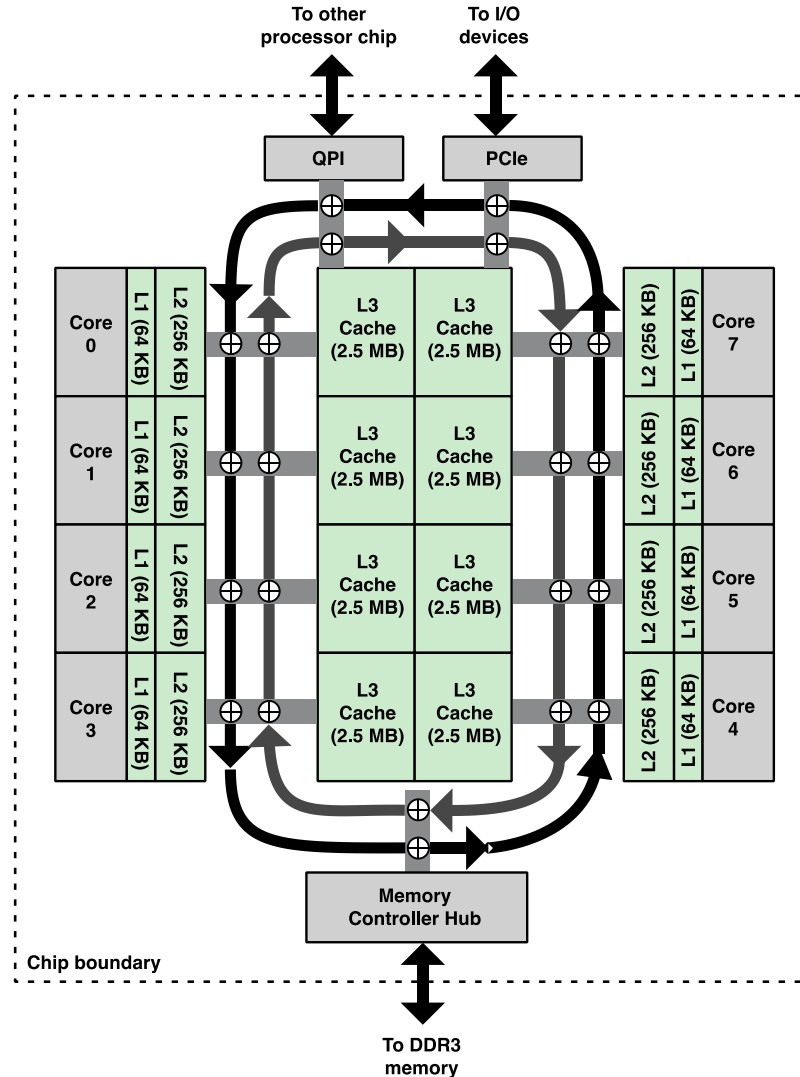 To other
processor chip
To I/O
devices
QPI
PCIe
Core
0
L1 (64 KB)
L2 (256 KB)
L3
Cache
(2.5 MB)
L3
Cache
(2.5 MB)
L2 (256 KB)
L1 (64 KB)
Core
7
Core
1
L1 (64 KB)
L2 (256 KB)
L3
Cache
(2.5 MB)
L3
Cache
(2.5 MB)
L2 (256 KB)
L1 (64 KB)
Core
6
Core
2
L1 (64 KB)
L2 (256 KB)
L3
Cache
(2.5 MB)
L3
Cache
(2.5 MB)
L2 (256 KB)
L1 (64 KB)
Core
5
Core
3
L1 (64 KB)
L2 (256 KB)
L3
Cache
(2.5 MB)
L3
Cache
(2.5 MB)
L2 (256 KB)
L1 (64 KB)
Core
4
Memory
Controller Hub
Chip boundary
To DDR3
memory